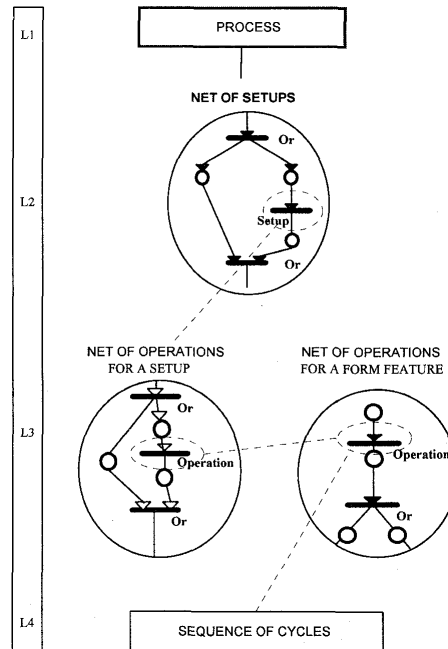 L1
PROCESS
NET OF SETUPS
Or
L2
Setup
Or
NET OF OPERATIONS
FOR A SETUP
NET OF OPERATIONS
FOR A FORM FEATURE
Or
L3
Operation
Operation
Or
Or
L4
SEQUENCE OF CYCLES